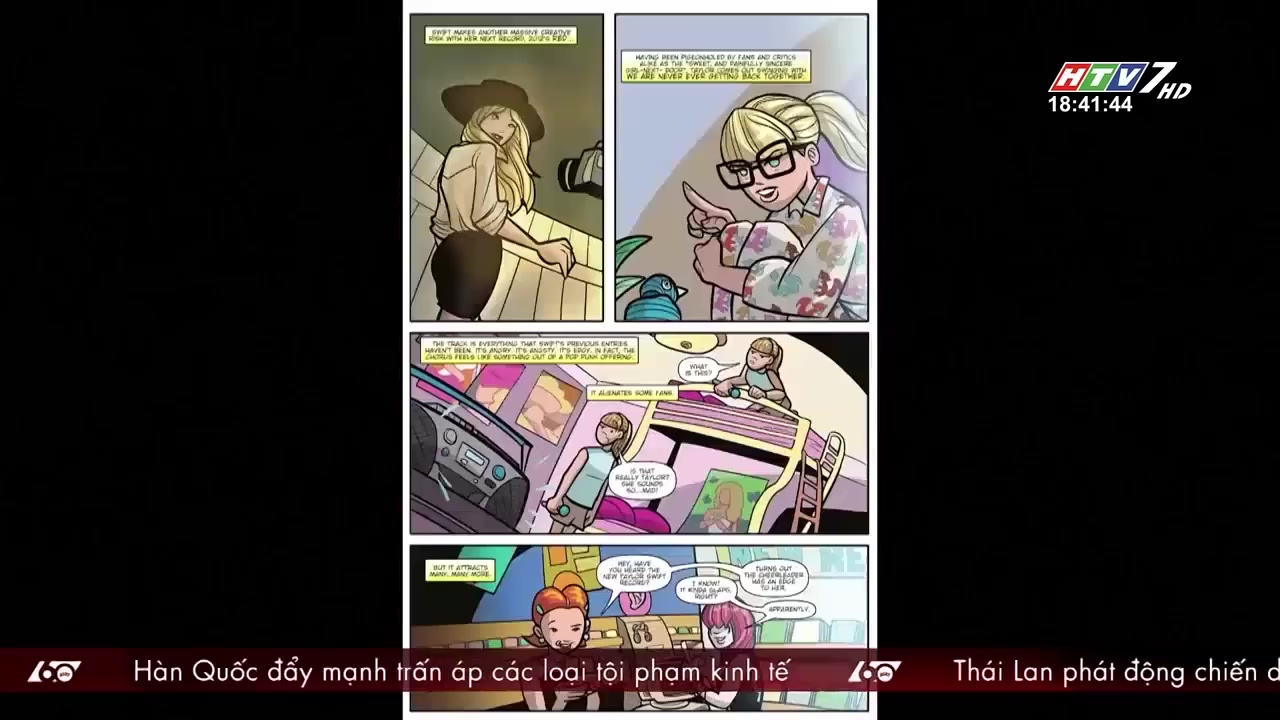 SWIFT MAKES ANOTHER MASSIVE CREATIVE
RISK WITH HER NEXT RECORD, 2012'S RED...
HAVING BEEN PIGEONHOLED BY FANS AND CRITICS
ALIKE AS THE "SWEET, AND PAINFULLY SINCERE
GIRL-NEXT-DOOR" TAYLOR COMES OUT SWINGING WITH
WE ARE NEVER EVER GETTING BACK TOGETHER.
HTV7 HD
18:41:44
THE TRACK IS EVERYTHING THAT SWIFT'S PREVIOUS ENTRIES
HAVEN'T BEEN. IT'S ANGRY. IT'S ANGSTY. IT'S EDGY. IN FACT, THE
CHORUS FEELS LIKE SOMETHING OUT OF A POP PUNK OFFERING.
WHAT
IS THIS?
IT ALIENATES SOME FANS.
IS THAT
REALLY TAYLOR?
SHE SOUNDS
SO...MAD!
BUT IT ATTRACTS
MANY, MANY MORE.
HEY, HAVE
YOU HEARD THE
NEW TAYLOR SWIFT
RECORD?
I KNOW!
IT KINDA SLAPS,
RIGHT?
TURNS OUT
THE CHEERLEADER
HAS AN EDGE
TO HER.
APPARENTLY.
60 giây
Hàn Quốc đẩy mạnh trấn áp các loại tội phạm kinh tế
60 giây
Thái Lan phát động chiến d